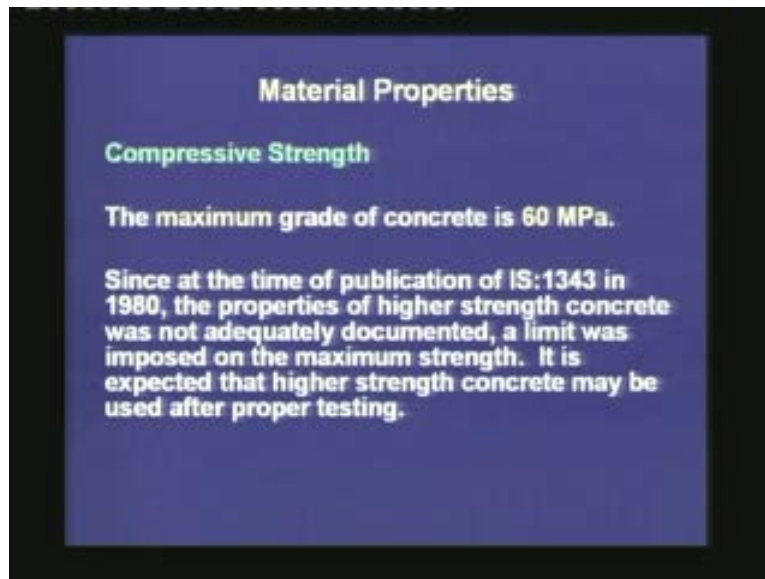 Material Properties
Compressive Strength
The maximum grade of concrete is 60 MPa.
Since at the time of publication of IS:1343 in
1980, the properties of higher strength concrete
was not adequately documented, a limit was
imposed on the maximum strength. It is
expected that higher strength concrete may be
used after proper testing.